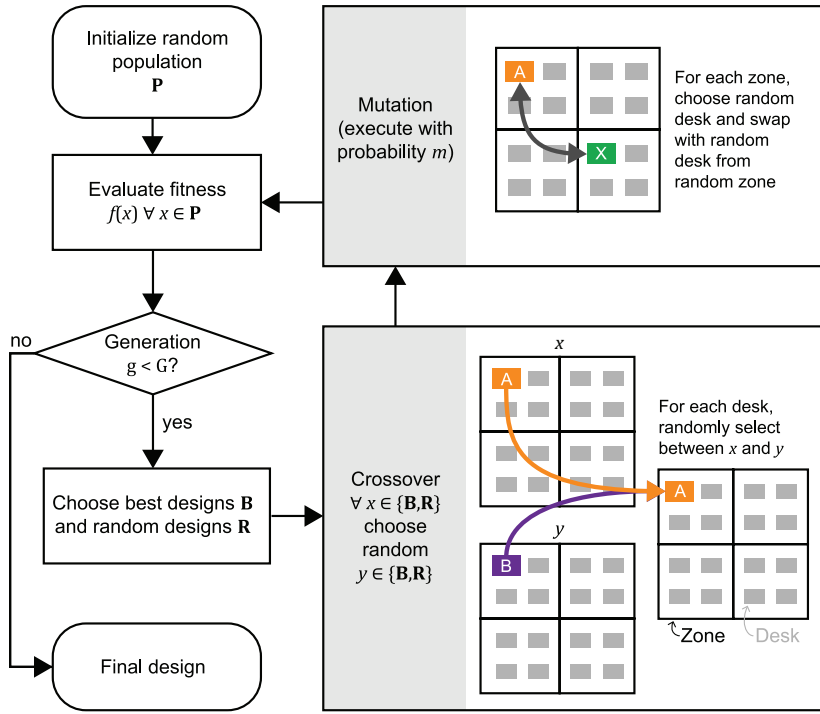 Initialize random
population
P
Evaluate fitness
f(x) ∀ x ∈ P
no
Generation
g < G?
yes
Choose best designs B
and random designs R
Final design
Mutation
(execute with
probability m)
A
X
For each zone,
choose random
desk and swap
with random
desk from
random zone
Crossover
∀ x ∈ {B,R}
choose
random
y ∈ {B,R}
x
A
y
B
For each desk,
randomly select
between x and y
A
Zone
Desk